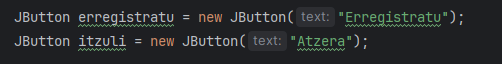 JButton erregistratu = new JButton( text: "Erregistratu");
JButton itzuli = new JButton( text: "Atzera");